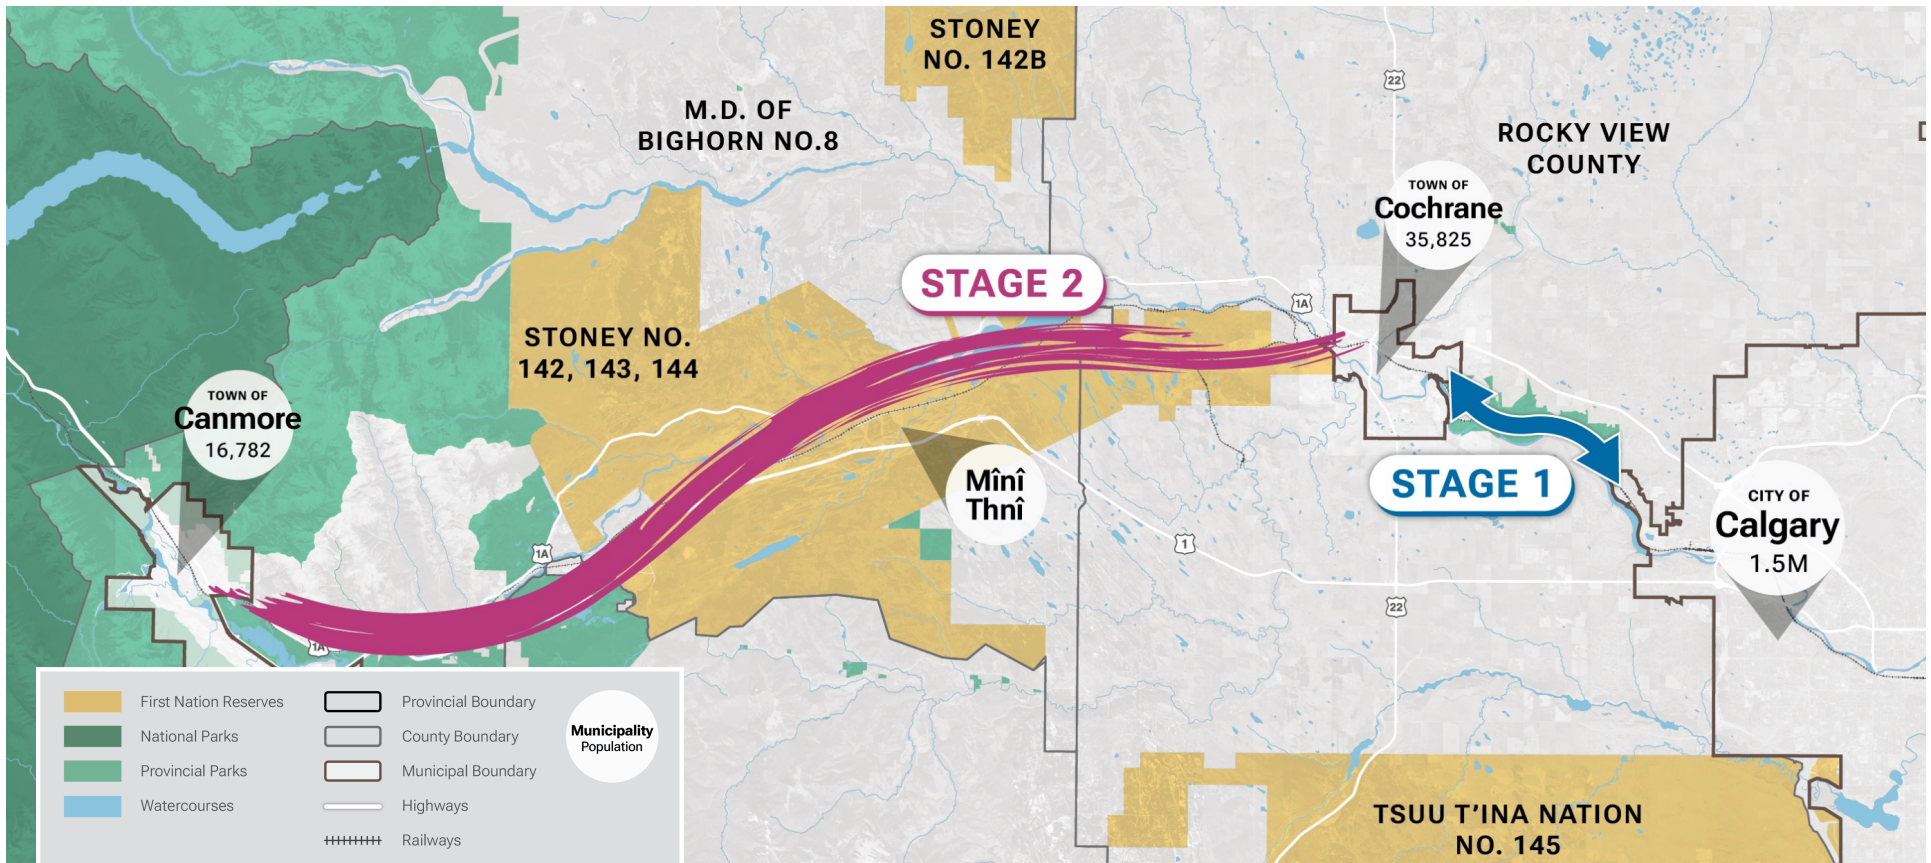 STONEY
NO. 142B
22
M.D. OF
BIGHORN NO.8
ROCKY VIEW
COUNTY
TOWN OF
Cochrane
35,825
STAGE 2
1A
STONEY NO.
142, 143, 144
TOWN OF
Canmore
16,782
Mînî
Thnî
STAGE 1
CITY OF
Calgary
1.5M
1A
1
22
1A
First Nation Reserves
National Parks
Provincial Parks
Watercourses
Provincial Boundary
County Boundary
Municipal Boundary
Highways
Railways
Municipality
Population
TSUU T'INA NATION
NO. 145